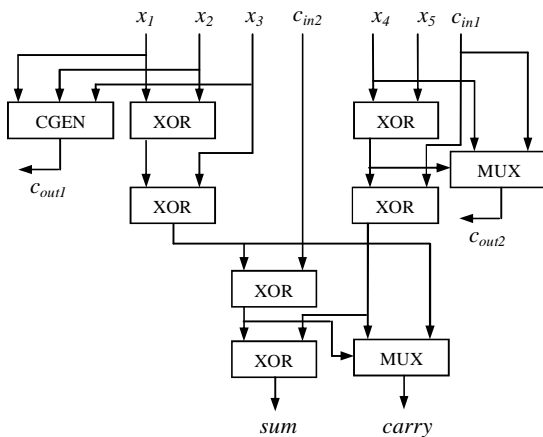 x1 x2 x3 cin2 x4 x5 cin1
CGEN XOR XOR
cout1 MUX
XOR XOR
cout2
XOR
XOR MUX
sum carry